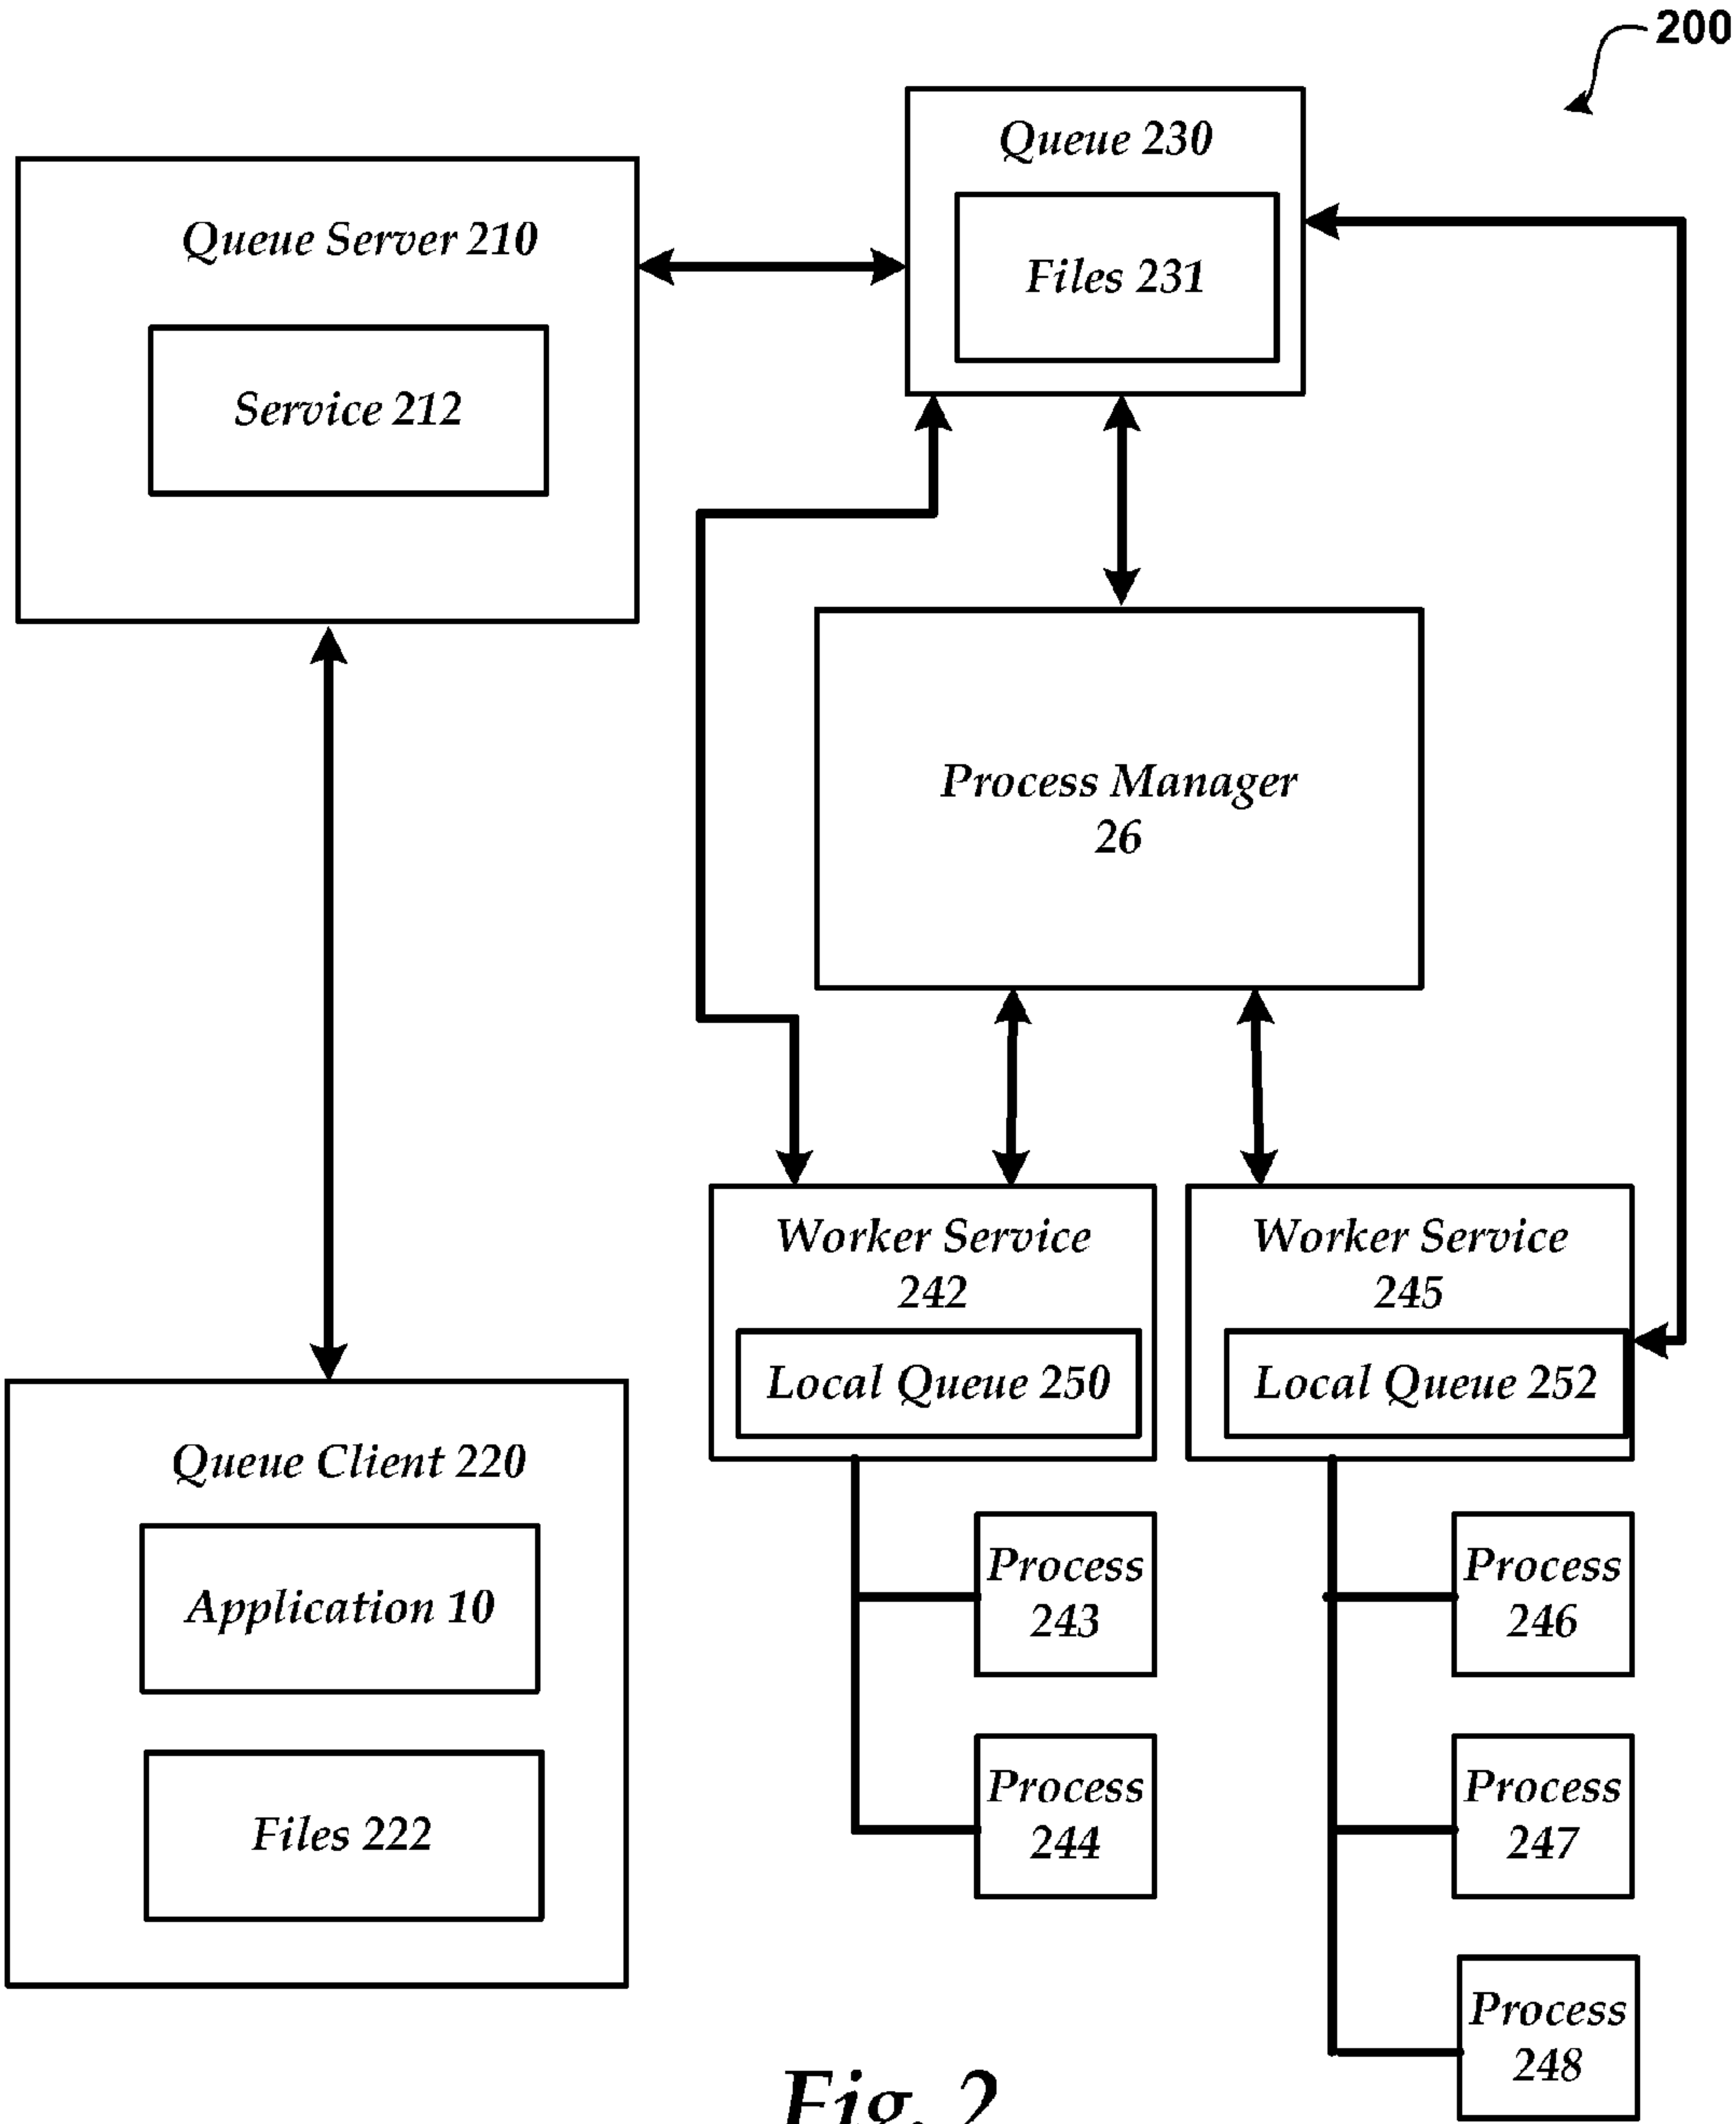 200
Queue 230
Files 231
Queue Server 210
Service 212
Process Manager
26
Worker Service
242
Local Queue 250
Worker Service
245
Local Queue 252
Queue Client 220
Application 10
Files 222
Process
243
Process
244
Process
246
Process
247
Process
248
Fig. 2